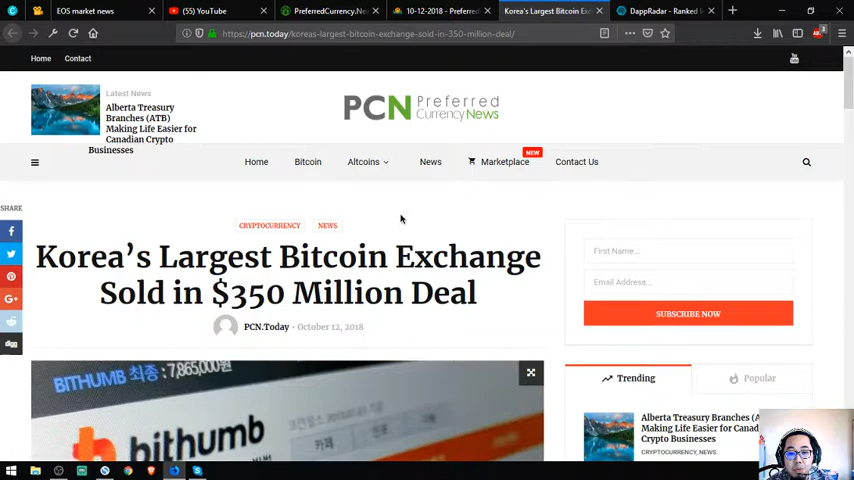 EOS market news
(55) YouTube
PreferredCurrency.Ne
10-12-2018 - Preferred
Korea's Largest Bitcoin Ex
DappRadar - Ranked
https://pcn.today/koreas-largest-bitcoin-exchange-sold-in-350-million-deal/
Home
Contact
Latest News
Alberta Treasury
Branches (ATB)
Making Life Easier for
Canadian Crypto
Businesses
PCN Preferred
Currency News
Home
Bitcoin
Altcoins
News
Marketplace
NEW
Contact Us
SHARE
CRYPTOCURRENCY
NEWS
Korea's Largest Bitcoin Exchange
Sold in $350 Million Deal
PCN.Today - October 12, 2018
First Name...
Email Address...
SUBSCRIBE NOW
Trending
Popular
Alberta Treasury Branches (A
Making Life Easier for Canad
Crypto Businesses
CRYPTOCURRENCY, NEWS
BITHUMB 최종 : 7,865,000원
bithumb
카페